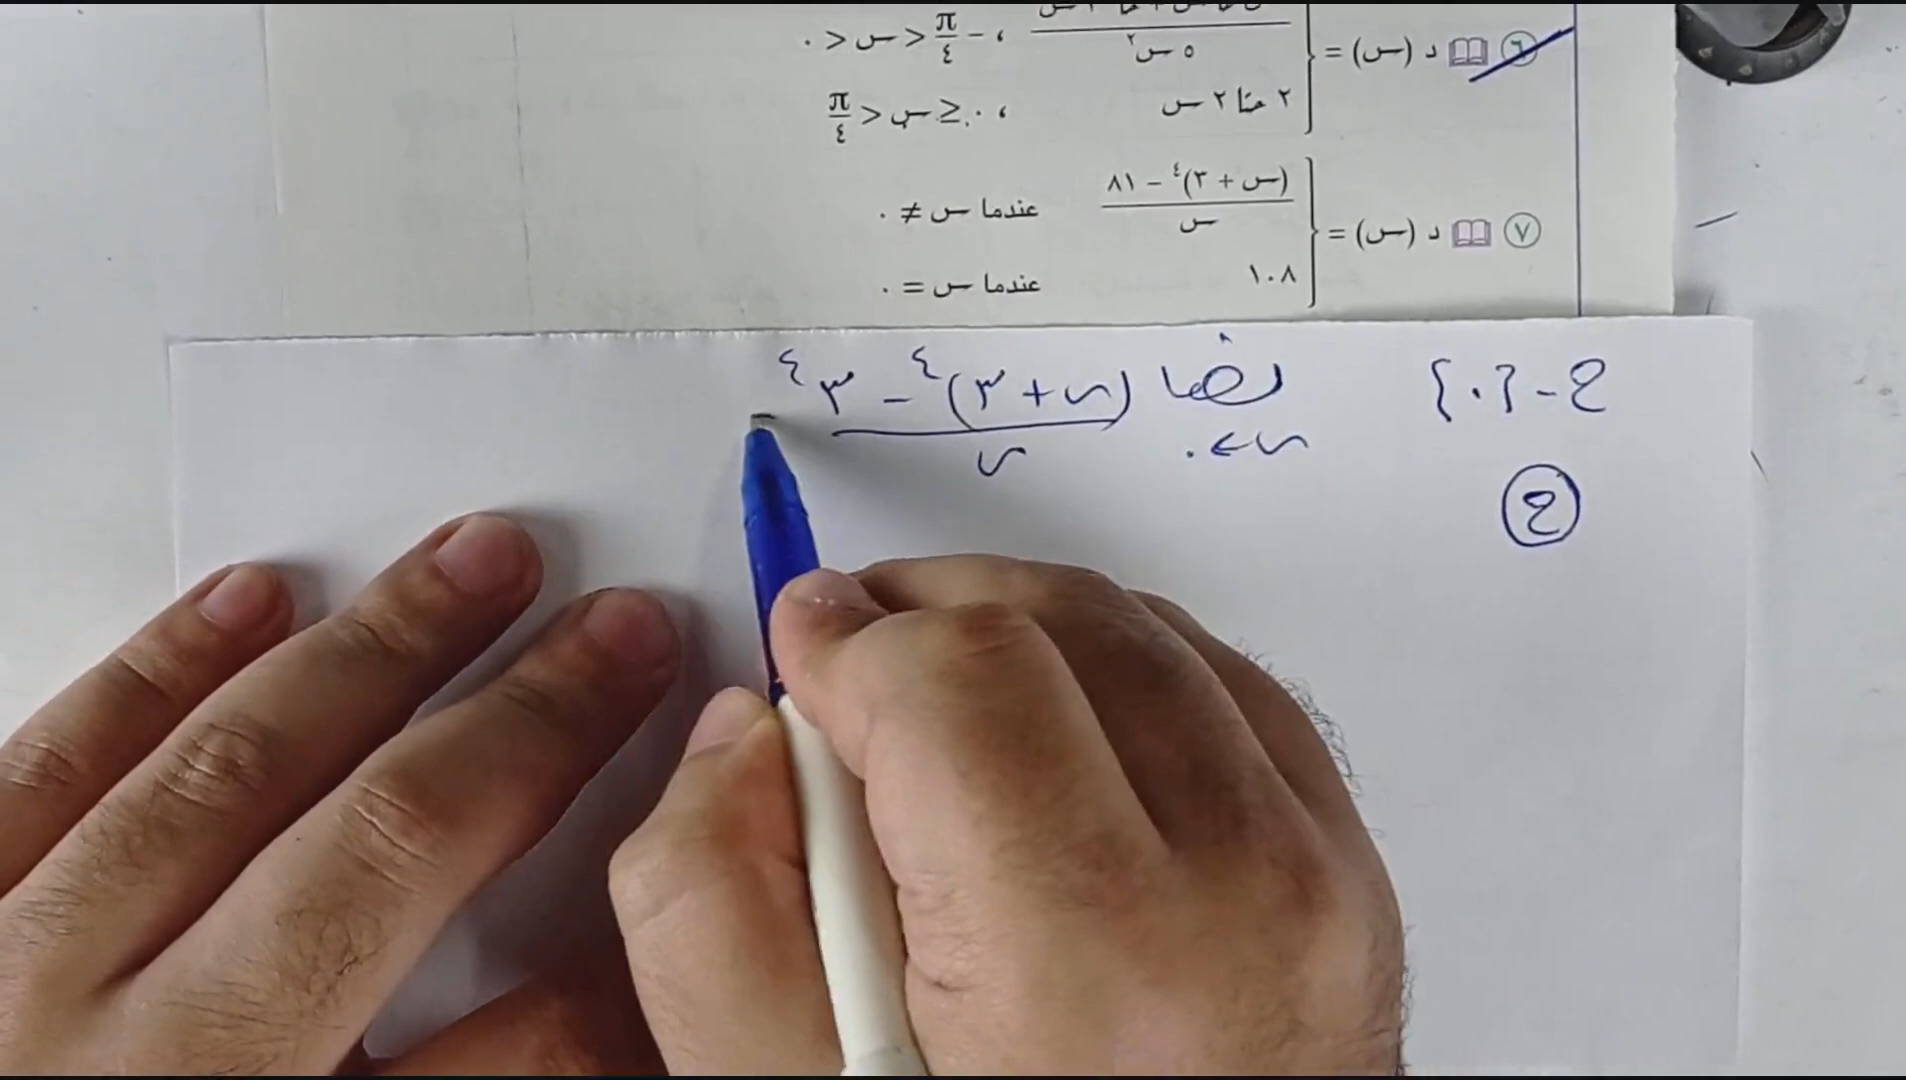 ⑥ د (س) = { ٥ س٢ ، -π/٤ < س < ٠
٢ حتا ٢ س ، ٠ ≤ س < π/٤
⑦ د (س) = { ((س + ٣)٤ - ٨١)/س عندما س ≠ ٠
١٠٨ عندما س = ٠
ح - {٠} نهـا ((س + ٣)٤ - ٣٤)/س
س ← ٠
ح